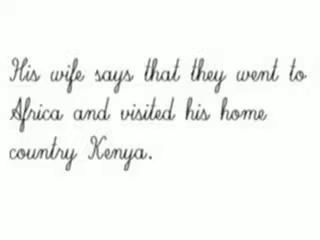 His wife says that they went to
Africa and visited his home
country Kenya.